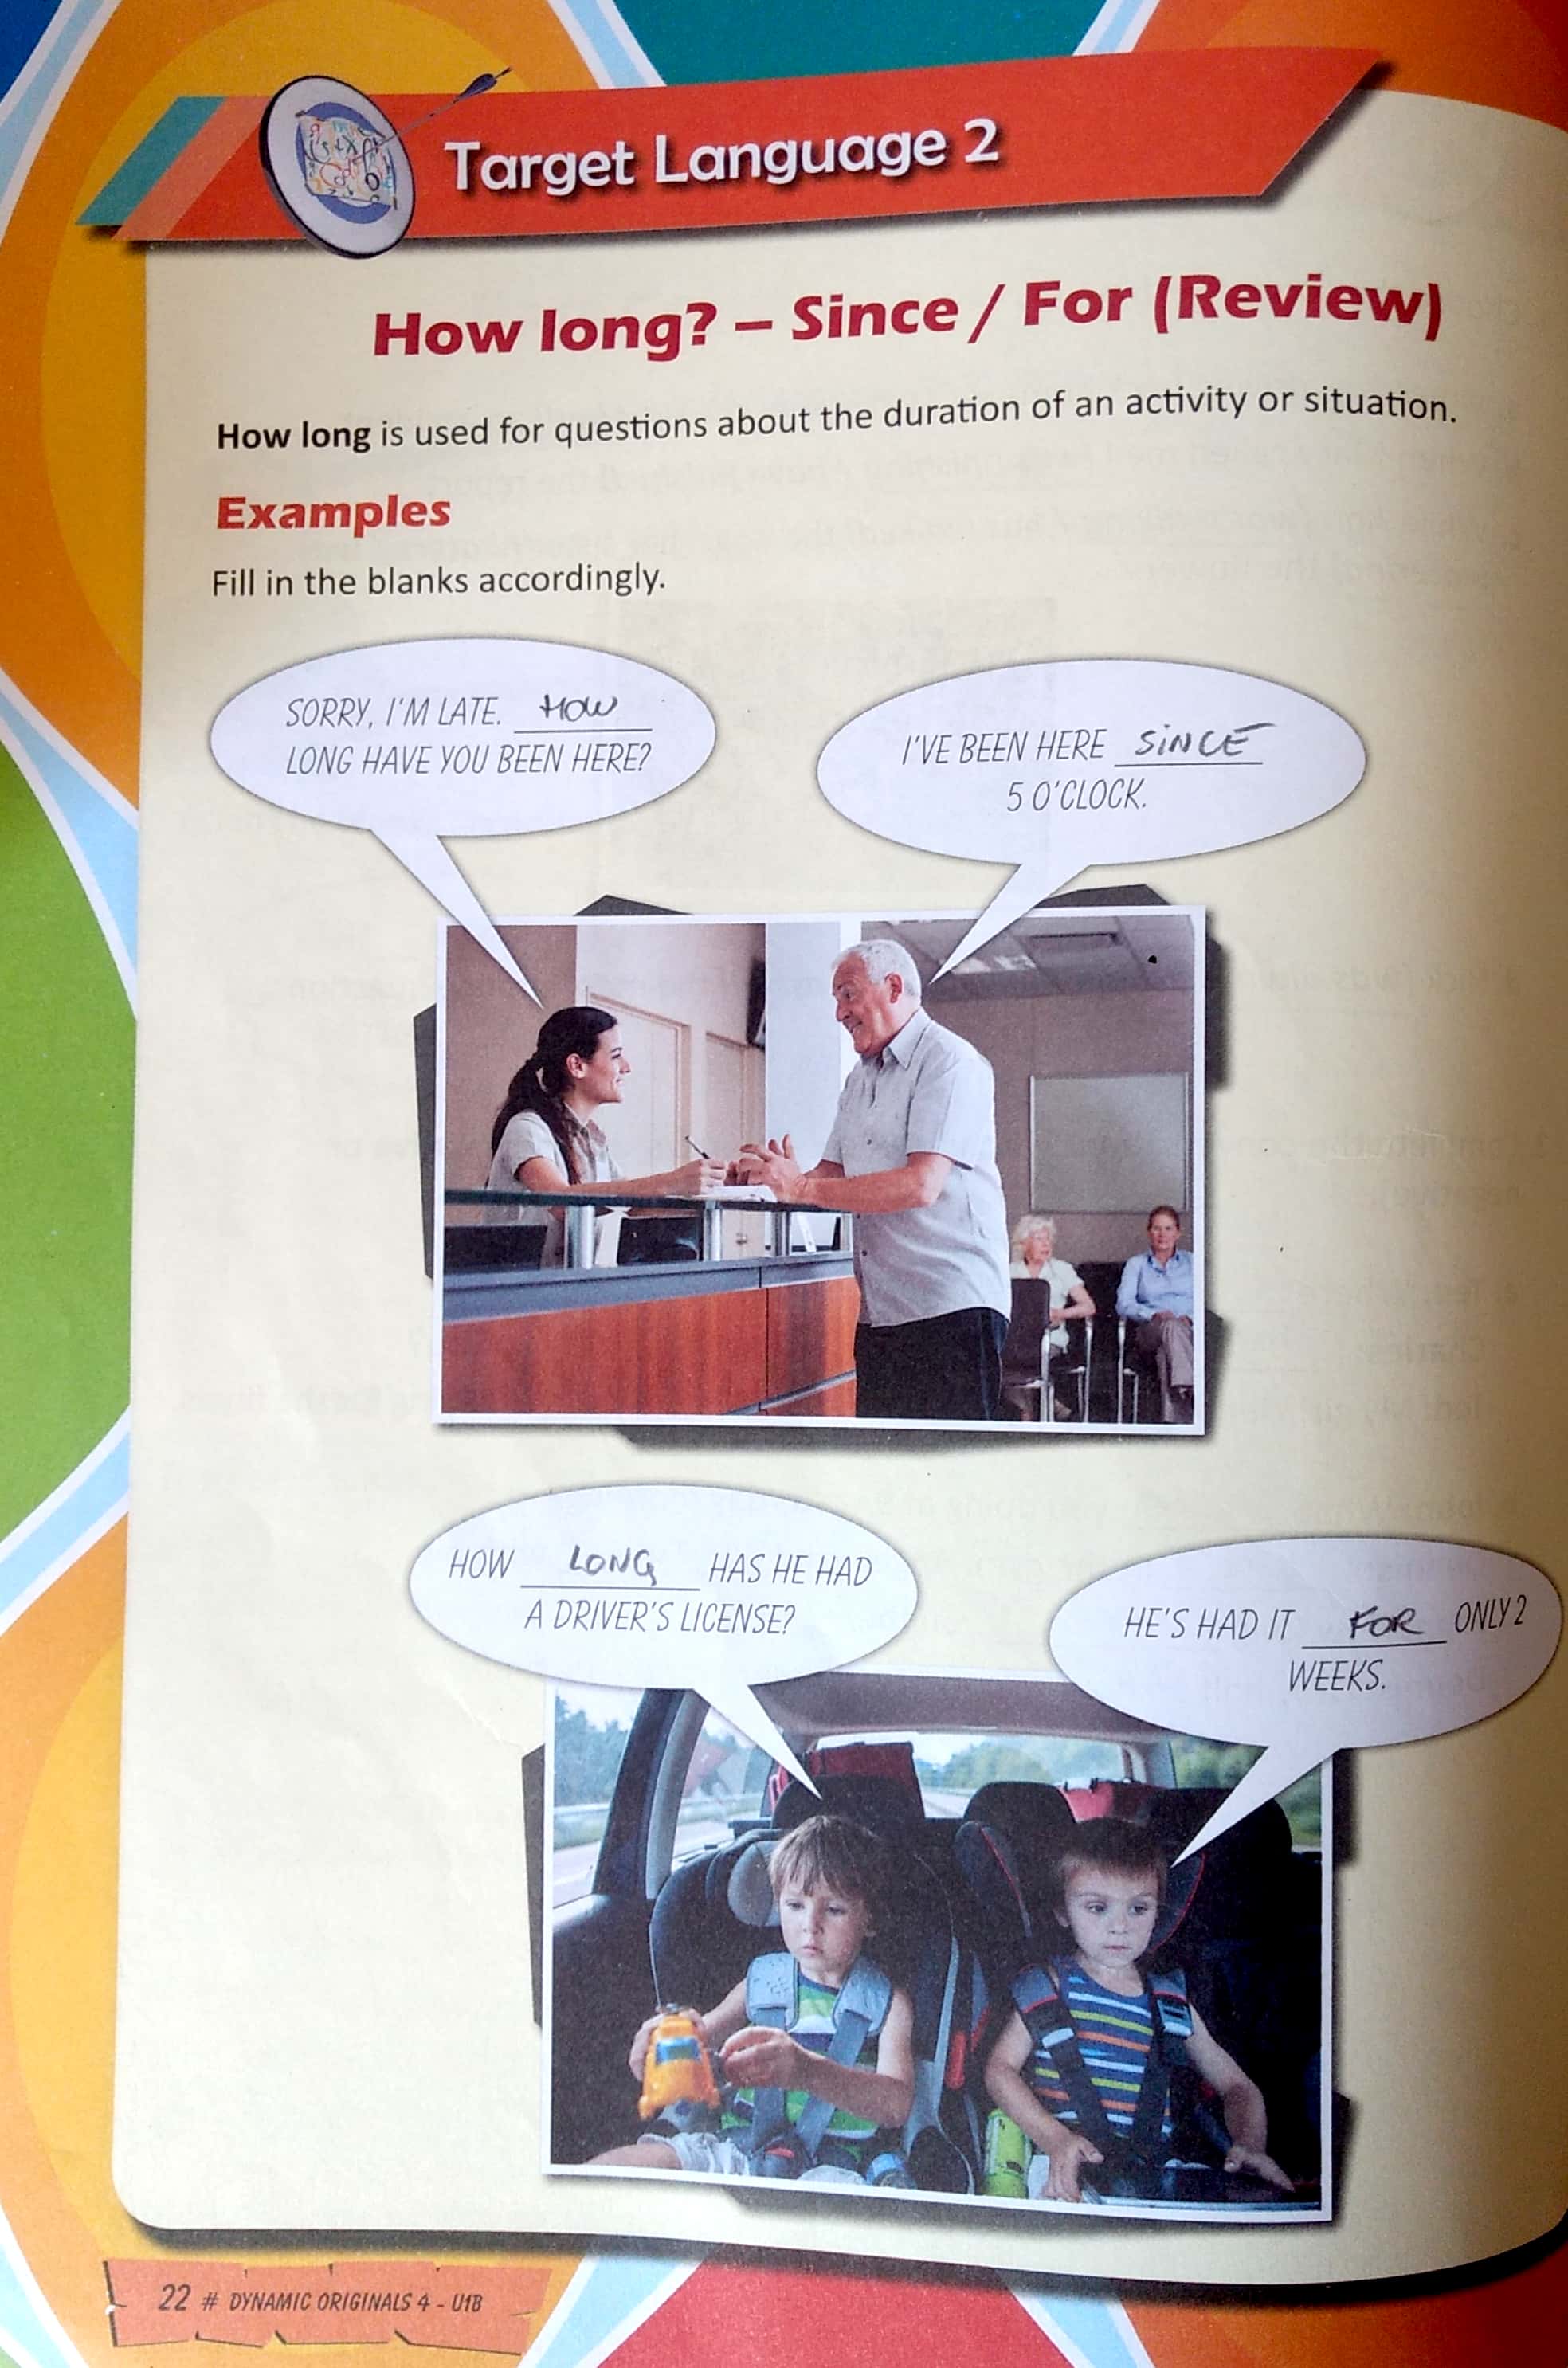 Target Language 2
How long? – Since / For (Review)
How long is used for questions about the duration of an activity or situation.
Examples
Fill in the blanks accordingly.
SORRY, I'M LATE. HOW
LONG HAVE YOU BEEN HERE?
I'VE BEEN HERE SINCE
5 O'CLOCK.
HOW LONG HAS HE HAD
A DRIVER'S LICENSE?
HE'S HAD IT FOR ONLY 2
WEEKS.
22 # DYNAMIC ORIGINALS 4 - U1B